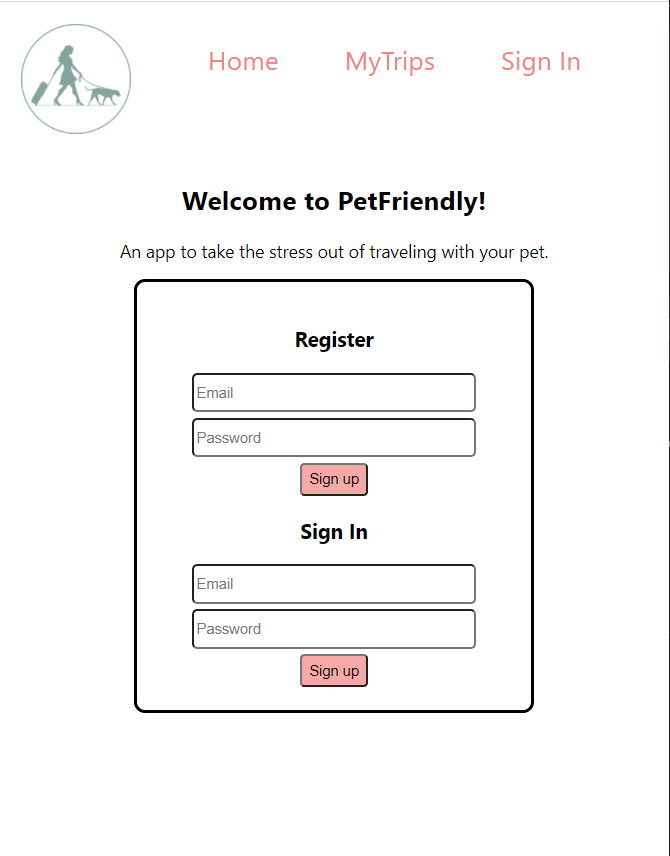 Home MyTrips Sign In
Welcome to PetFriendly!
An app to take the stress out of traveling with your pet.
Register
Email
Password
Sign up
Sign In
Email
Password
Sign up